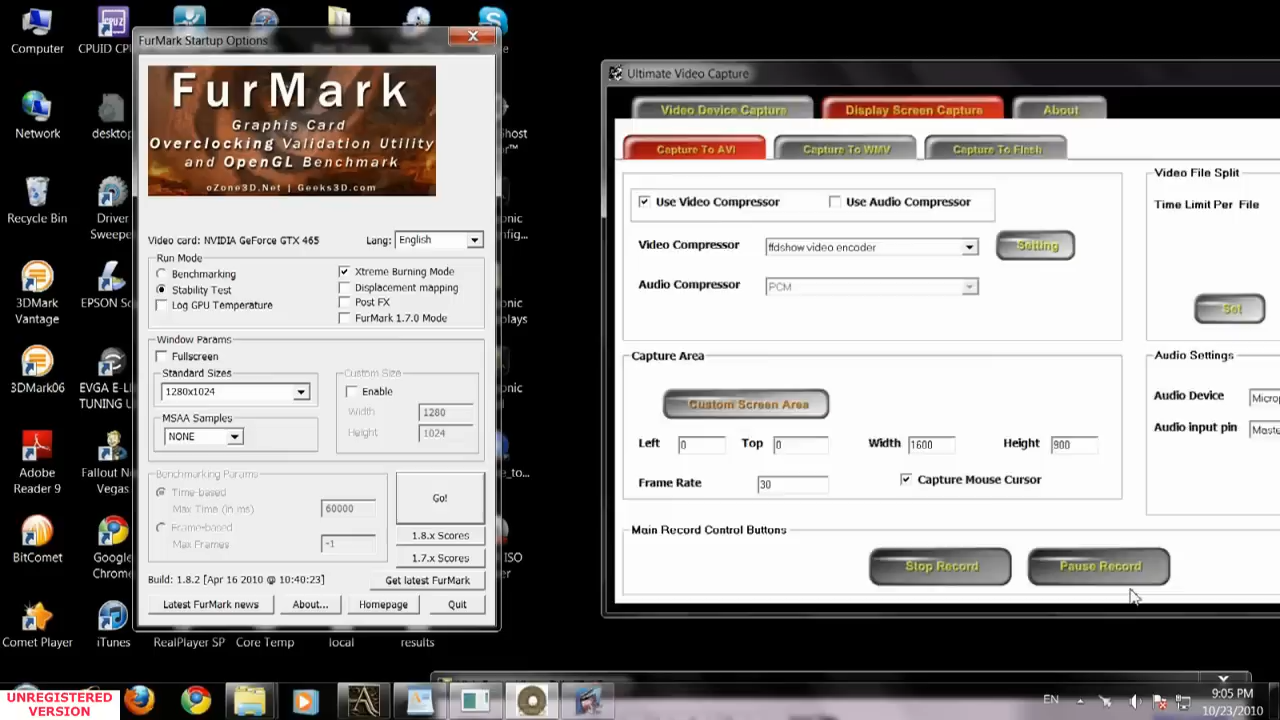 Computer
CPUID CPU
Network
desktop
Recycle Bin
Driver
Sweeper
3DMark
Vantage
EPSON Sc
3DMark06
EVGA E-L
TUNING U
Adobe
Reader 9
Fallout Ne
Vegas
BitComet
Google
Chrome
Comet Player
iTunes
RealPlayer SP
Core Temp
local
results
FurMark Startup Options
FurMark
Graphis Card
Overclocking Validation Utility
and OpenGL Benchmark
oZone3D.Net | Geeks3D.com
Video card: NVIDIA GeForce GTX 465
Lang:
English
Run Mode
Benchmarking
Xtreme Burning Mode
Stability Test
Displacement mapping
Log GPU Temperature
Post FX
FurMark 1.7.0 Mode
Window Params
Fullscreen
Standard Sizes
1280x1024
Custom Size
Enable
Width
1280
Height
1024
MSAA Samples
NONE
Benchmarking Params
Time-based
Max Time (in ms)
60000
Frame-based
Max Frames
-1
Go!
1.8.x Scores
1.7.x Scores
Build: 1.8.2 [Apr 16 2010 @ 10:40:23]
Get latest FurMark
Latest FurMark news
About...
Homepage
Quit
Ultimate Video Capture
Video Device Capture
Display Screen Capture
About
Capture To AVI
Capture To WMV
Capture To Flash
Use Video Compressor
Use Audio Compressor
Video Compressor
ffdshow video encoder
Setting
Audio Compressor
PCM
Video File Split
Time Limit Per File
Set
Capture Area
Custom Screen Area
Left
0
Top
0
Width
1600
Height
900
Frame Rate
30
Capture Mouse Cursor
Audio Settings
Audio Device
Microp
Audio input pin
Maste
Main Record Control Buttons
Stop Record
Pause Record
UNREGISTERED
VERSION
EN
9:05 PM
10/23/2010